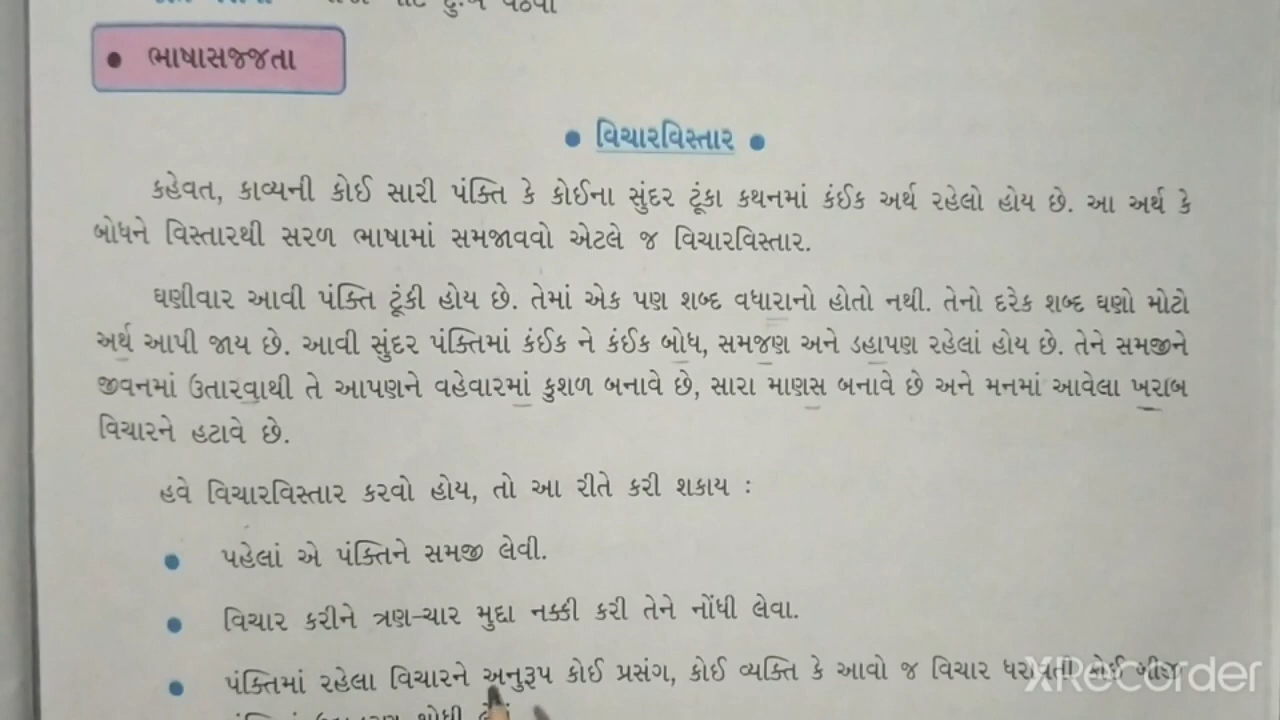 • ભાષાસજ્જતા
• વિચારવિસ્તાર •
કહેવત, કાવ્યની કોઈ સારી પંક્તિ કે કોઈના સુંદર ટૂંકા કથનમાં કંઈક અર્થ રહેલો હોય છે. આ અર્થ કે
બોધને વિસ્તારથી સરળ ભાષામાં સમજાવવો એટલે જ વિચારવિસ્તાર.
ઘણીવાર આવી પંક્તિ ટૂંકી હોય છે. તેમાં એક પણ શબ્દ વધારાનો હોતો નથી. તેનો દરેક શબ્દ ઘણો મોટો
અર્થ આપી જાય છે. આવી સુંદર પંક્તિમાં કંઈક ને કંઈક બોધ, સમજણ અને ડહાપણ રહેલાં હોય છે. તેને સમજીને
જીવનમાં ઉતારવાથી તે આપણને વહેવારમાં કુશળ બનાવે છે, સારા માણસ બનાવે છે અને મનમાં આવેલા ખરાબ
વિચારને હટાવે છે.
હવે વિચારવિસ્તાર કરવો હોય, તો આ રીતે કરી શકાય :
• પહેલાં એ પંક્તિને સમજી લેવી.
• વિચાર કરીને ત્રણ-ચાર મુદ્દા નક્કી કરી તેને નોંધી લેવા.
• પંક્તિમાં રહેલા વિચારને અનુરૂપ કોઈ પ્રસંગ, કોઈ વ્યક્તિ કે આવો જ વિચાર ધરાવતી કોઈ બીજી
XRecorder